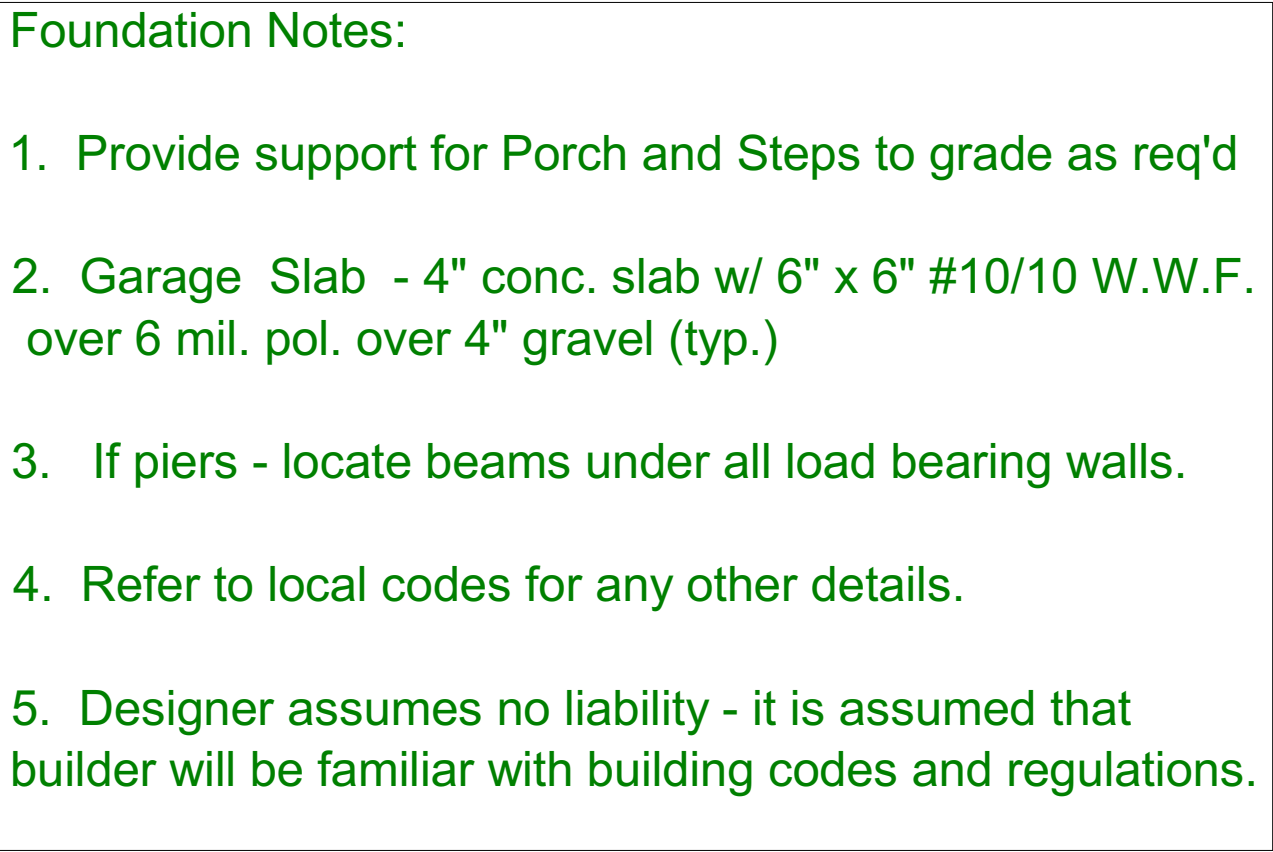 Foundation Notes:
1. Provide support for Porch and Steps to grade as req'd
2. Garage Slab - 4" conc. slab w/ 6" x 6" #10/10 W.W.F.
over 6 mil. pol. over 4" gravel (typ.)
3. If piers - locate beams under all load bearing walls.
4. Refer to local codes for any other details.
5. Designer assumes no liability - it is assumed that
builder will be familiar with building codes and regulations.